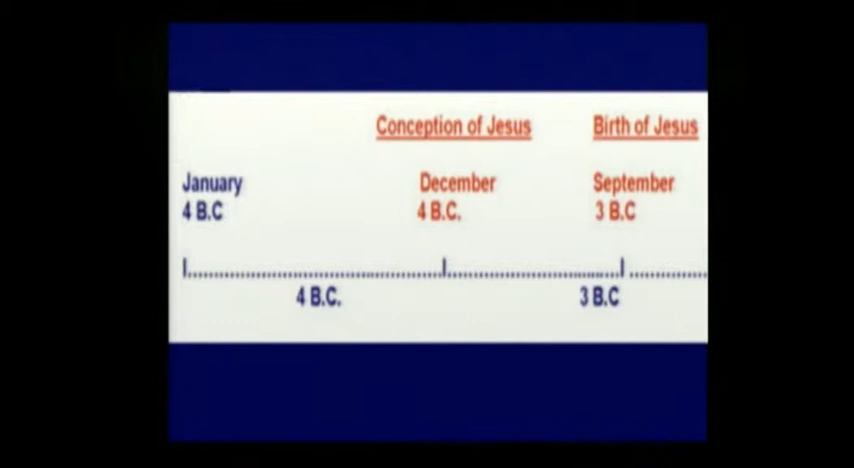 Conception of Jesus Birth of Jesus
January December September
4 B.C 4 B.C. 3 B.C
4 B.C. 3 B.C